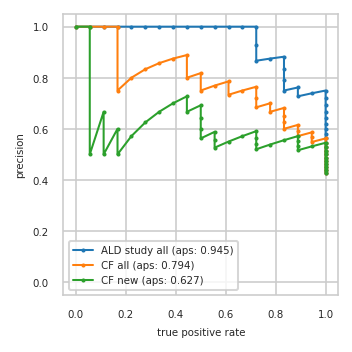 1.0
0.8
0.6
0.4
0.2
0.0
precision
ALD study all (aps: 0.945)
CF all (aps: 0.794)
CF new (aps: 0.627)
0.0 0.2 0.4 0.6 0.8 1.0
true positive rate